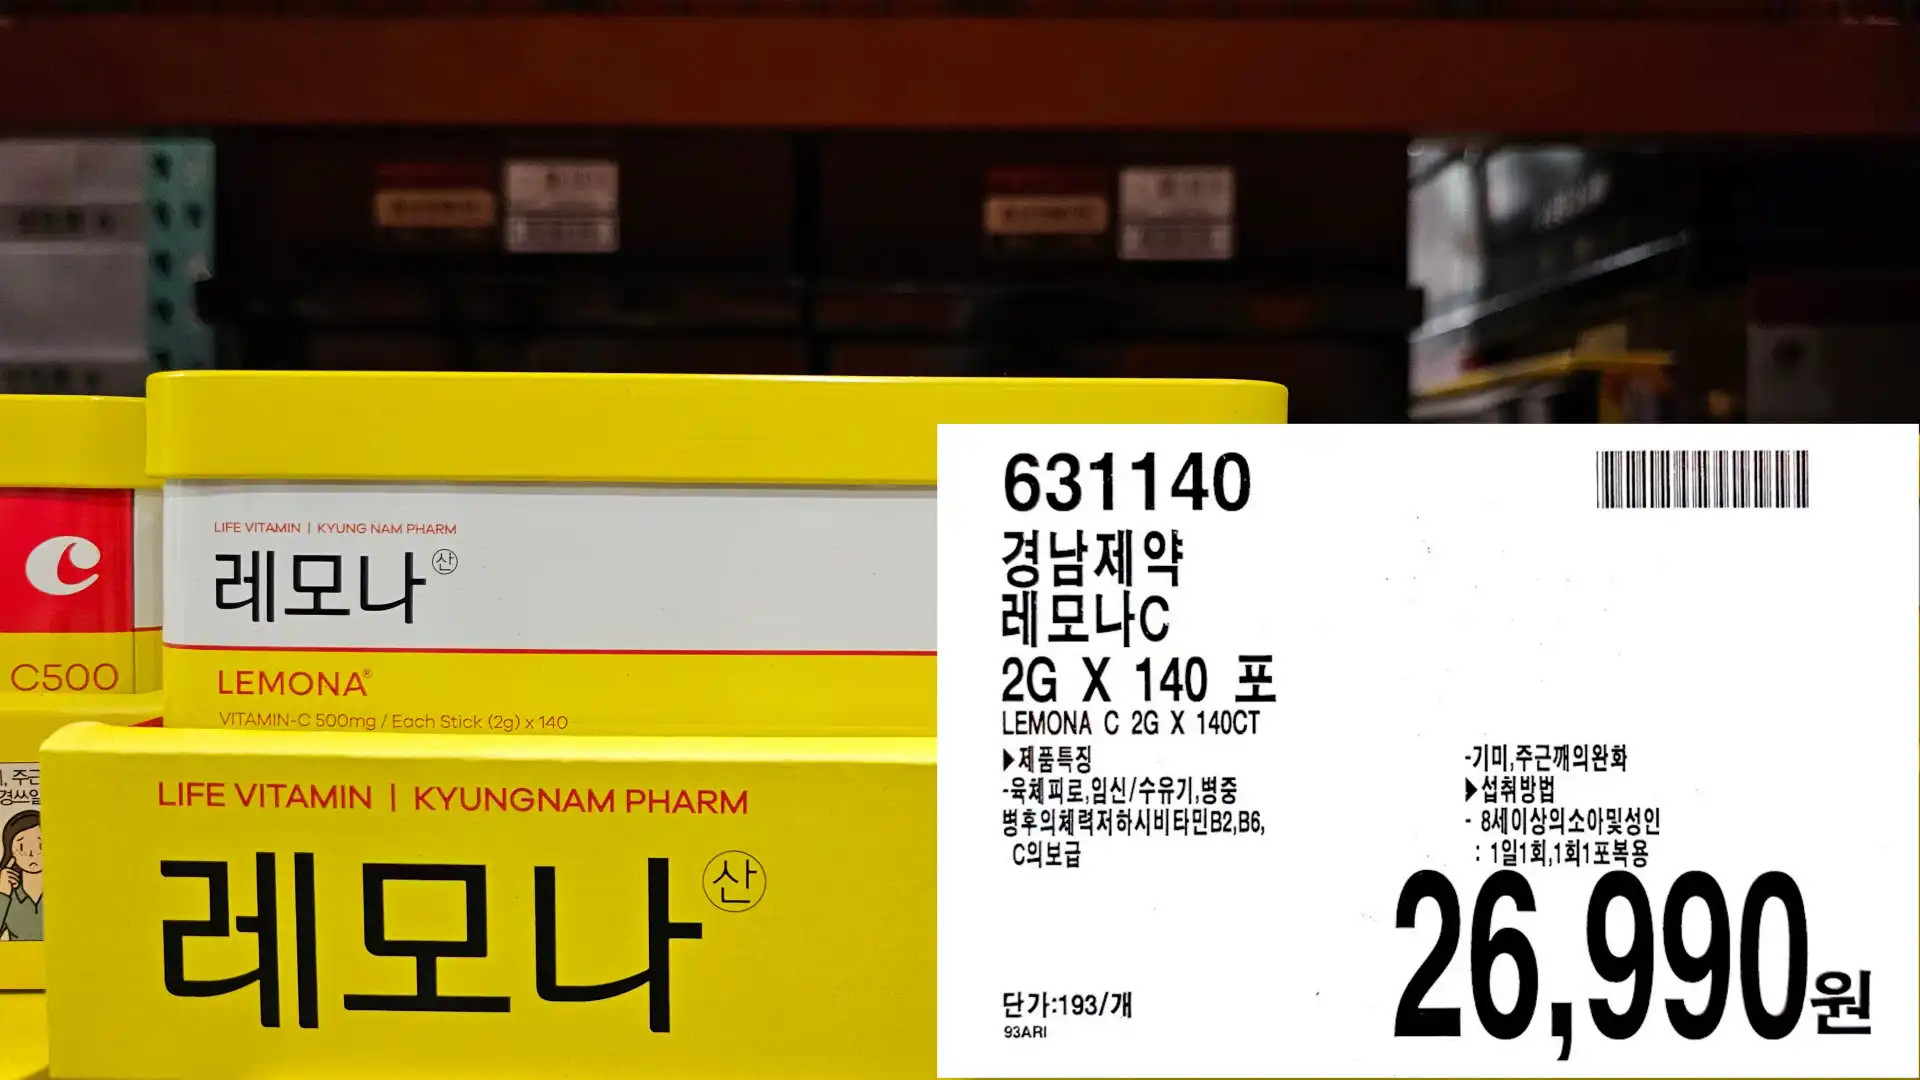 C500
, 주근
경쓰일
LIFE VITAMIN | KYUNG NAM PHARM
레모나 산
LEMONA®
VITAMIN-C 500mg / Each Stick (2g) x 140
LIFE VITAMIN | KYUNGNAM PHARM
레모나 산
631140
경남제약
레모나C
2G X 140 포
LEMONA C 2G X 140CT
▶제품특징
-육체피로,임신/수유기,병중
병후의체력저하시비타민B2,B6,
C의보급
-기미,주근깨의완화
▶섭취방법
- 8세이상의소아및성인
: 1일1회,1회1포복용
26,990원
단가:193/개
93ARI